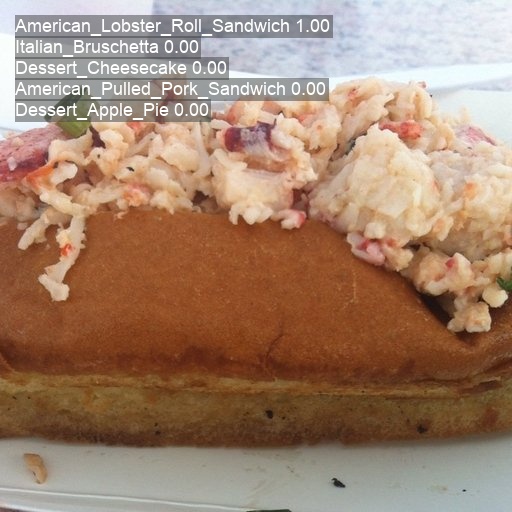 American_Lobster_Roll_Sandwich 1.00
Italian_Bruschetta 0.00
Dessert_Cheesecake 0.00
American_Pulled_Pork_Sandwich 0.00
Dessert_Apple_Pie 0.00